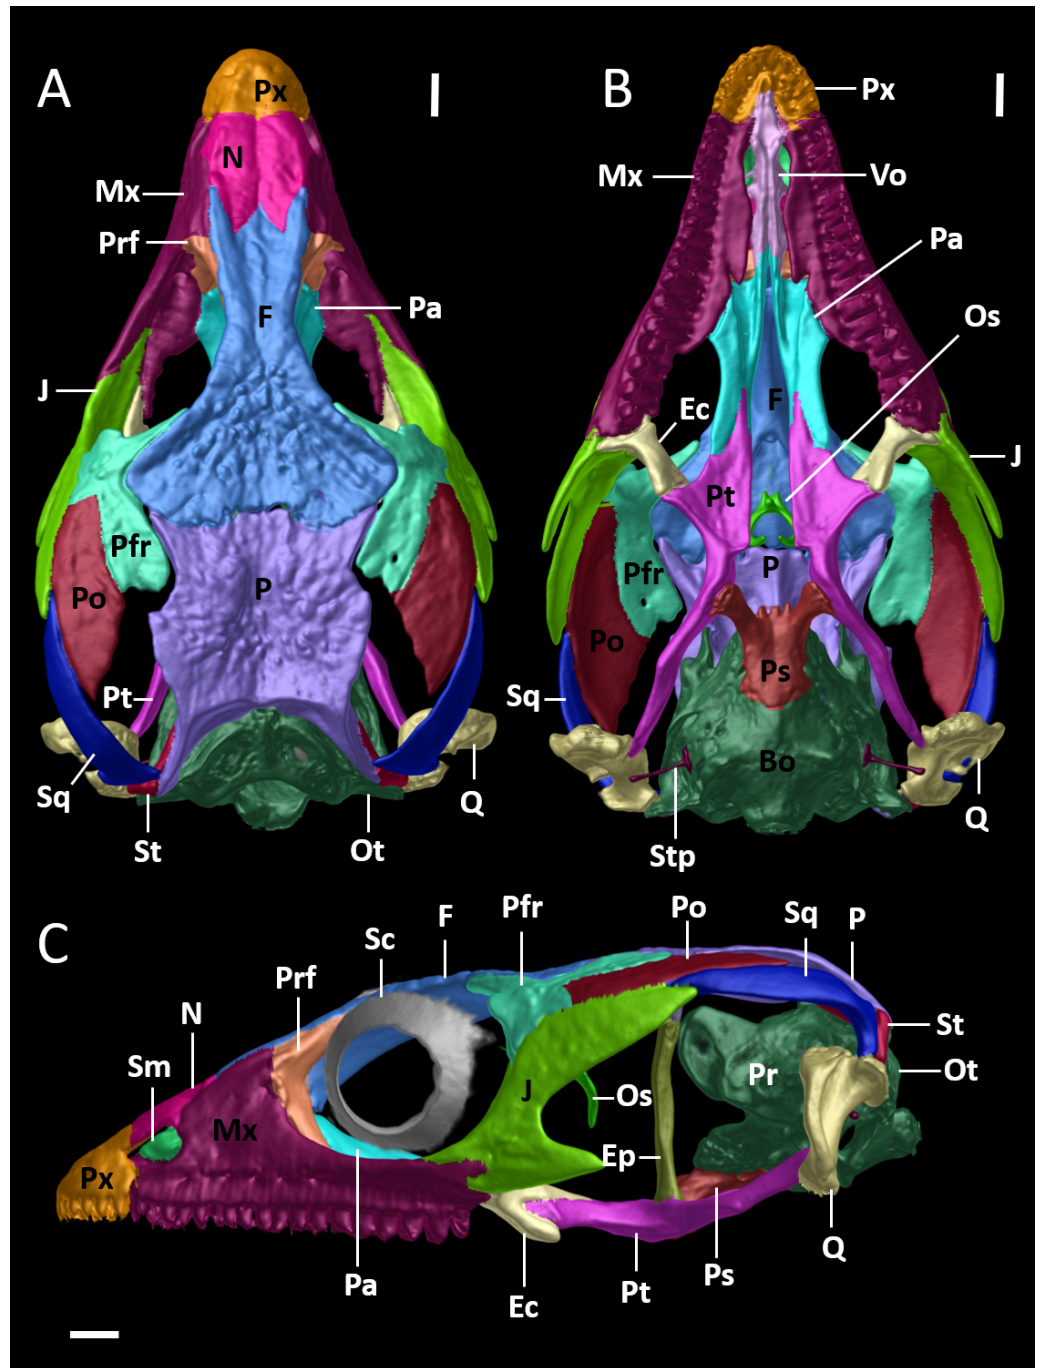 A
Px
N
Mx
Prf
F
Pa
J
Pfr
Po
P
Pt
Sq
Q
St
Ot
B
Px
Mx
Vo
Pa
Os
Ec
F
J
Pt
Pfr
P
Po
Ps
Sq
Bo
Q
Stp
C
F
Pfr
Po
Sq
P
Sc
Prf
N
St
Sm
Ot
Pr
J
Os
Mx
Ep
Px
Pa
Ec
Pt
Ps
Q